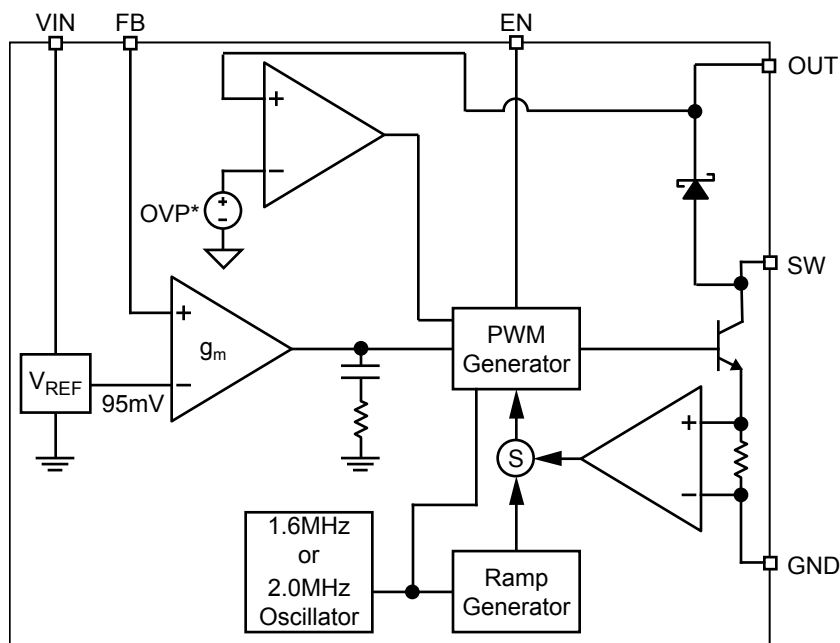 VIN FB EN
OUT
+
−
OVP*
+
−
SW
+
gm
−
VREF
95mV
PWM
Generator
S
+
−
1.6MHz
or
2.0MHz
Oscillator
Ramp
Generator
GND